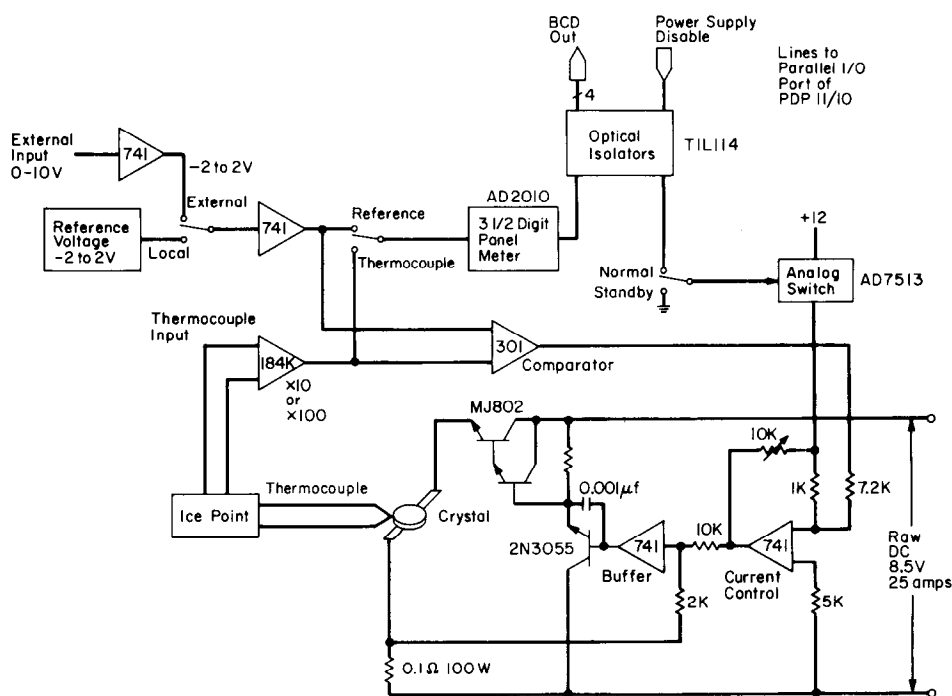 BCD
Out
Power Supply
Disable
Lines to
Parallel I/O
Port of
PDP 11/10
4
Optical
Isolators
TIL114
External
Input
0-10V
741
-2 to 2V
External
Reference
Voltage
-2 to 2V
Local
741
Reference
Thermocouple
AD2010
3 1/2 Digit
Panel
Meter
+12
Normal
Standby
Analog
Switch
AD7513
Thermocouple
Input
184K
×10
or
×100
301
Comparator
MJ802
10K
1K
7.2K
0.001μf
Ice Point
Thermocouple
Crystal
2N3055
741
Buffer
10K
741
Current
Control
2K
5K
Raw
DC
8.5V
25 amps
0.1Ω 100W